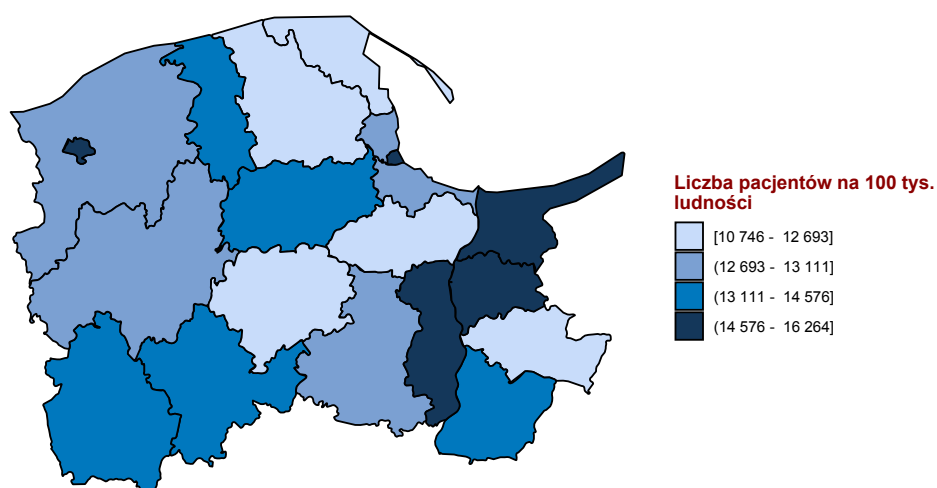 Liczba pacjentów na 100 tys.
ludności
[10 746 - 12 693]
(12 693 - 13 111]
(13 111 - 14 576]
(14 576 - 16 264]